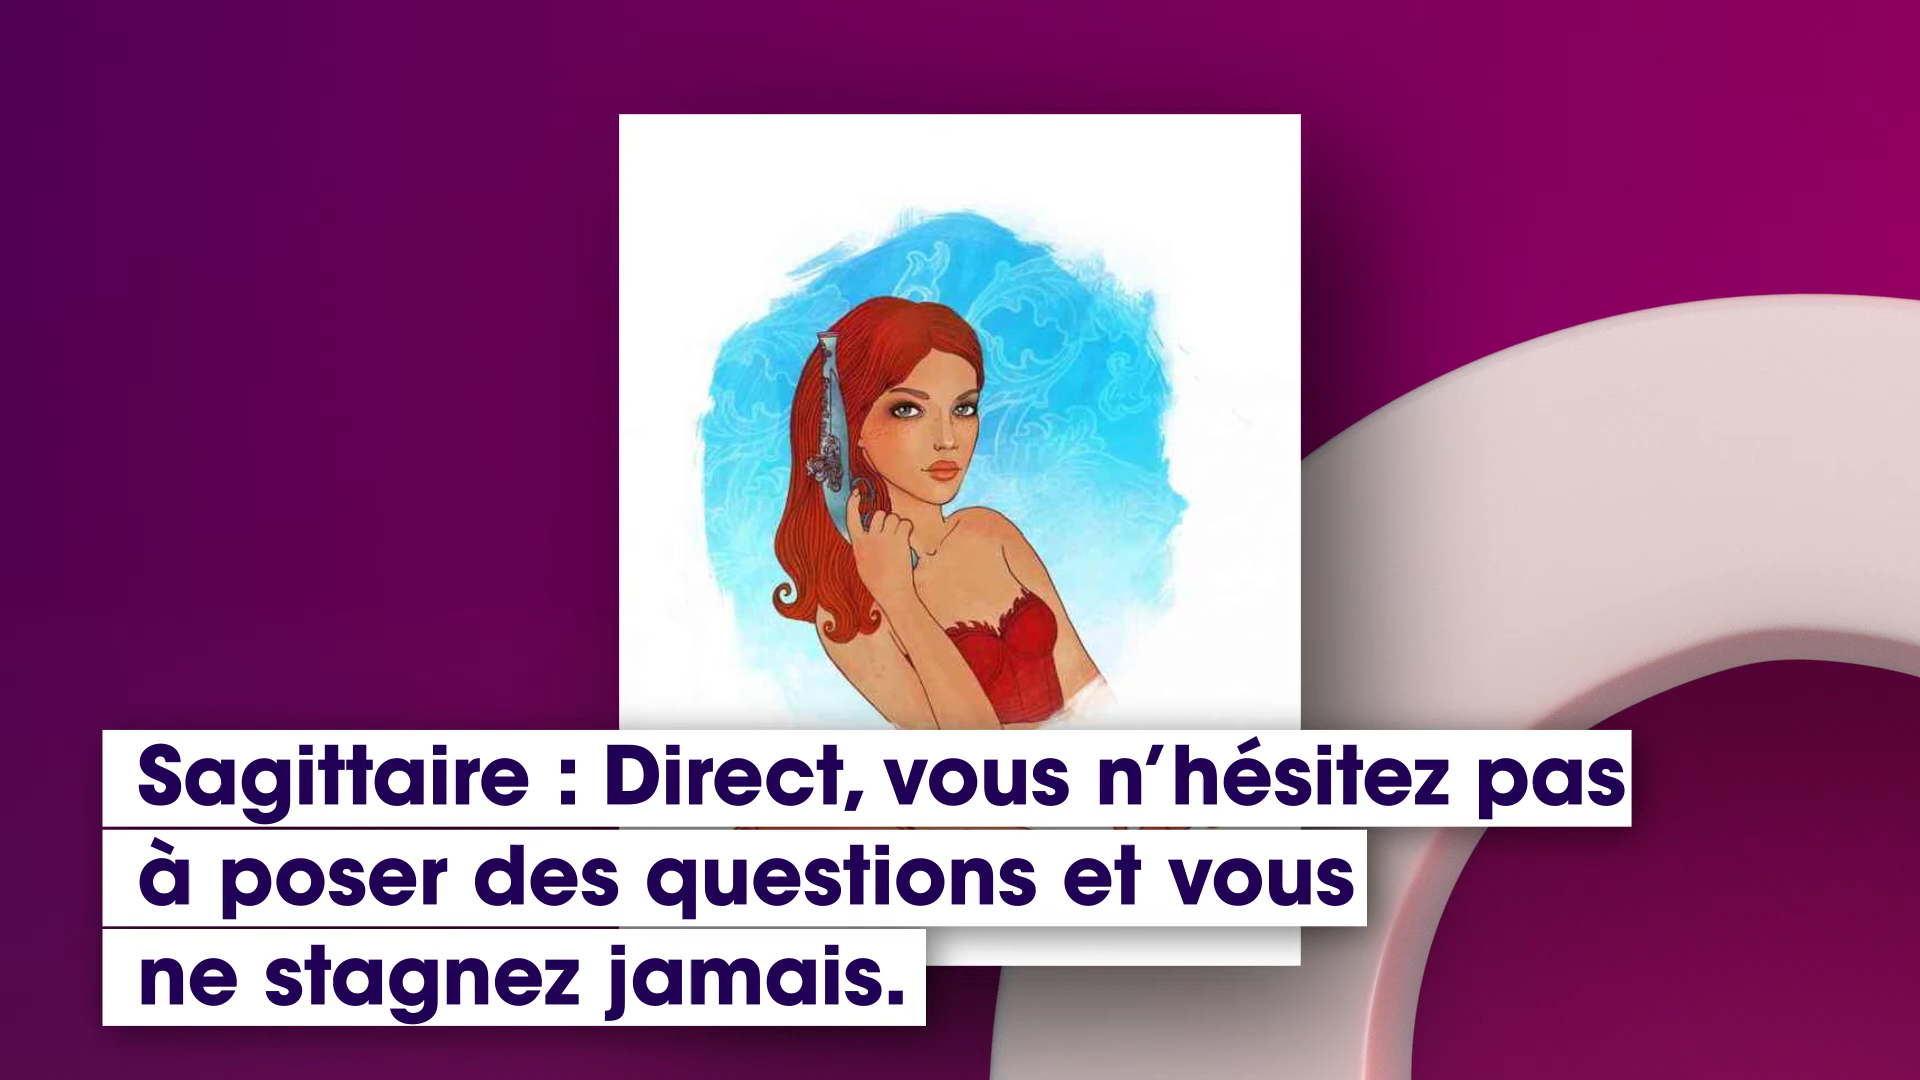 Sagittaire : Direct, vous n’hésitez pas
à poser des questions et vous
ne stagnez jamais.